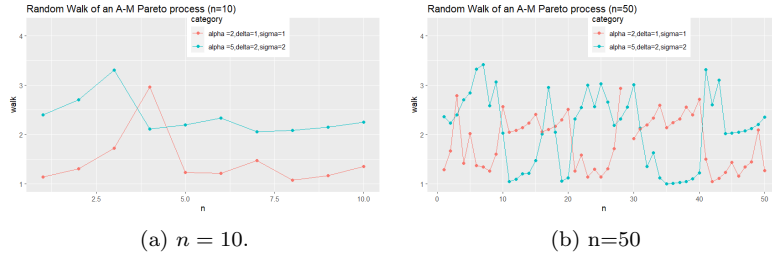 Random Walk of an A-M Pareto process (n=10)
category
alpha =2,delta=1,sigma=1
alpha =5,delta=2,sigma=2
walk
4
3
2
1
2.5
5.0
7.5
10.0
n
(a) n = 10.
Random Walk of an A-M Pareto process (n=50)
category
alpha =2,delta=1,sigma=1
alpha =5,delta=2,sigma=2
walk
4
3
2
1
0
10
20
30
40
50
n
(b) n=50